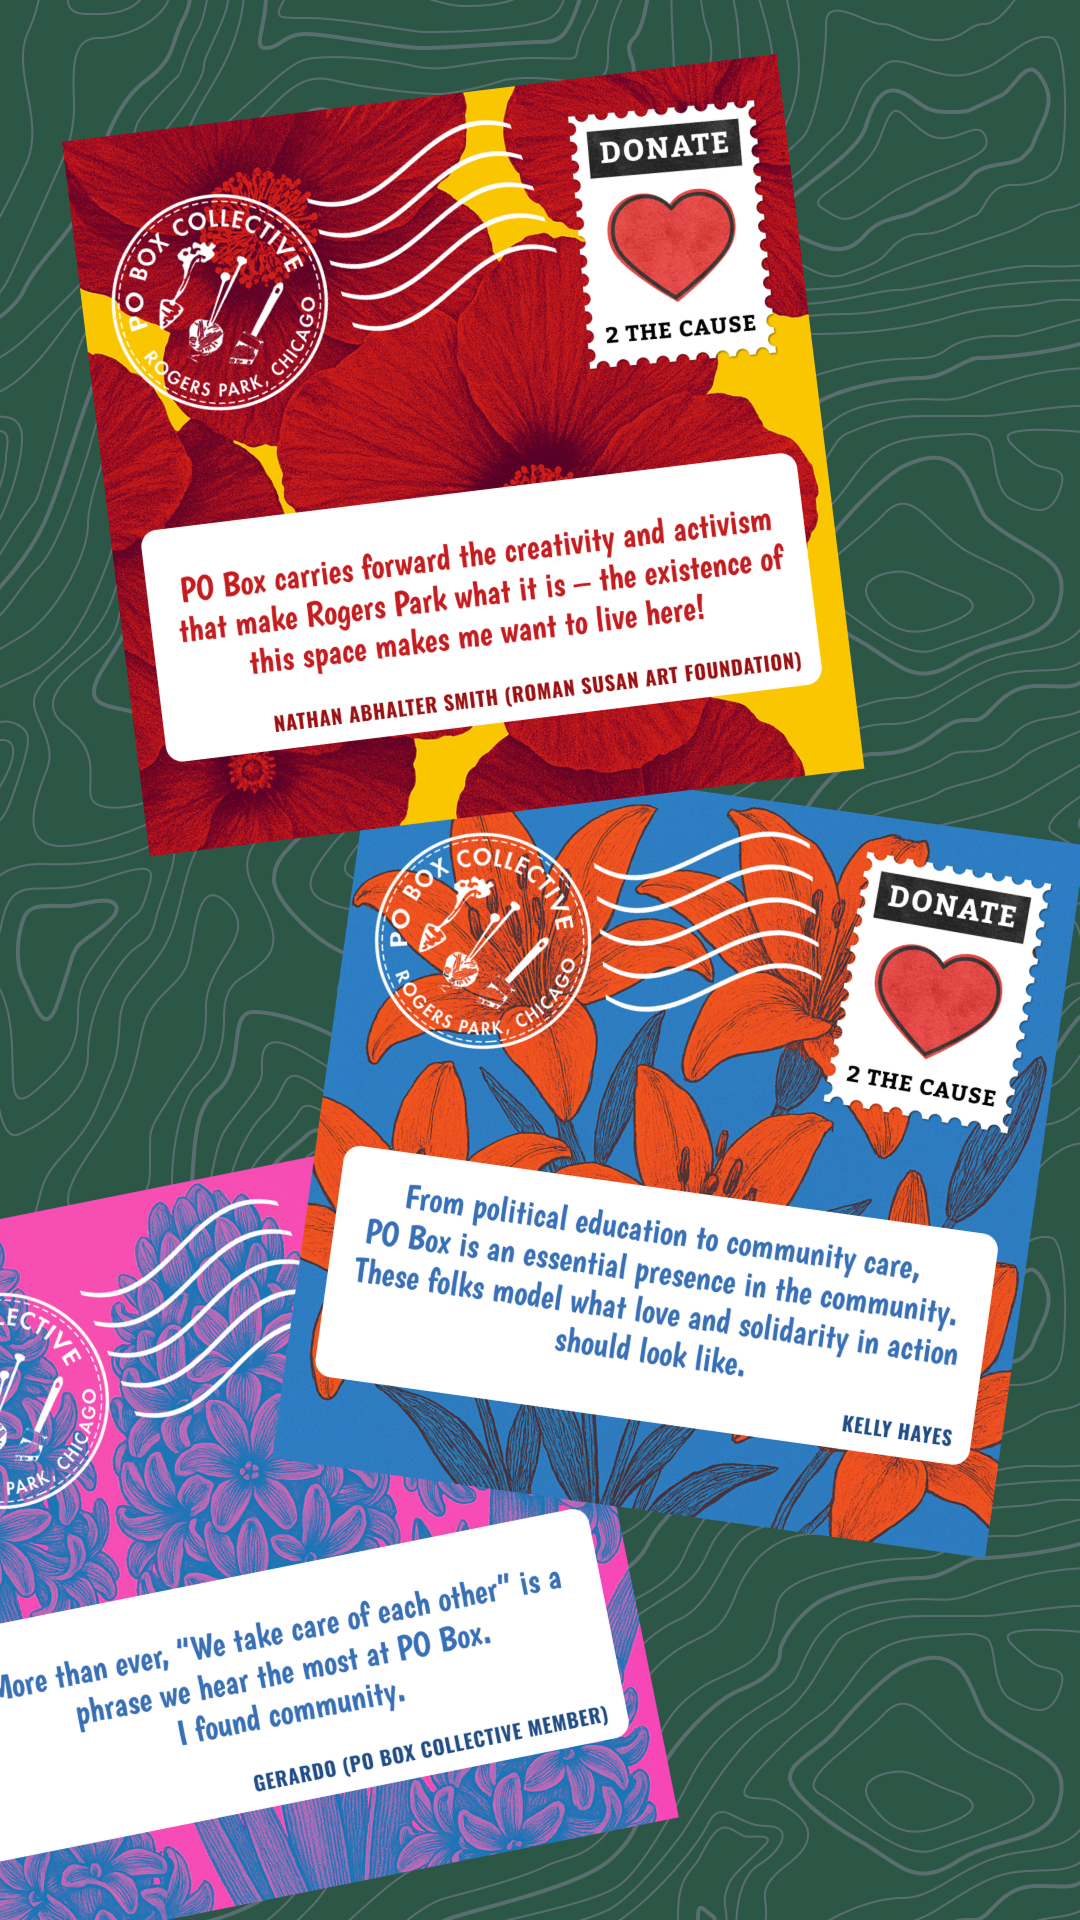 PO BOX COLLECTIVE
ROGERS PARK, CHICAGO
DONATE
2 THE CAUSE
PO Box carries forward the creativity and activism
that make Rogers Park what it is – the existence of
this space makes me want to live here!
NATHAN ABHALTER SMITH (ROMAN SUSAN ART FOUNDATION)
PO BOX COLLECTIVE
ROGERS PARK, CHICAGO
DONATE
2 THE CAUSE
From political education to community care,
PO Box is an essential presence in the community.
These folks model what love and solidarity in action
should look like.
KELLY HAYES
LECTIVE
PARK, CHICAGO
More than ever, “We take care of each other” is a
phrase we hear the most at PO Box.
I found community.
GERARDO (PO BOX COLLECTIVE MEMBER)